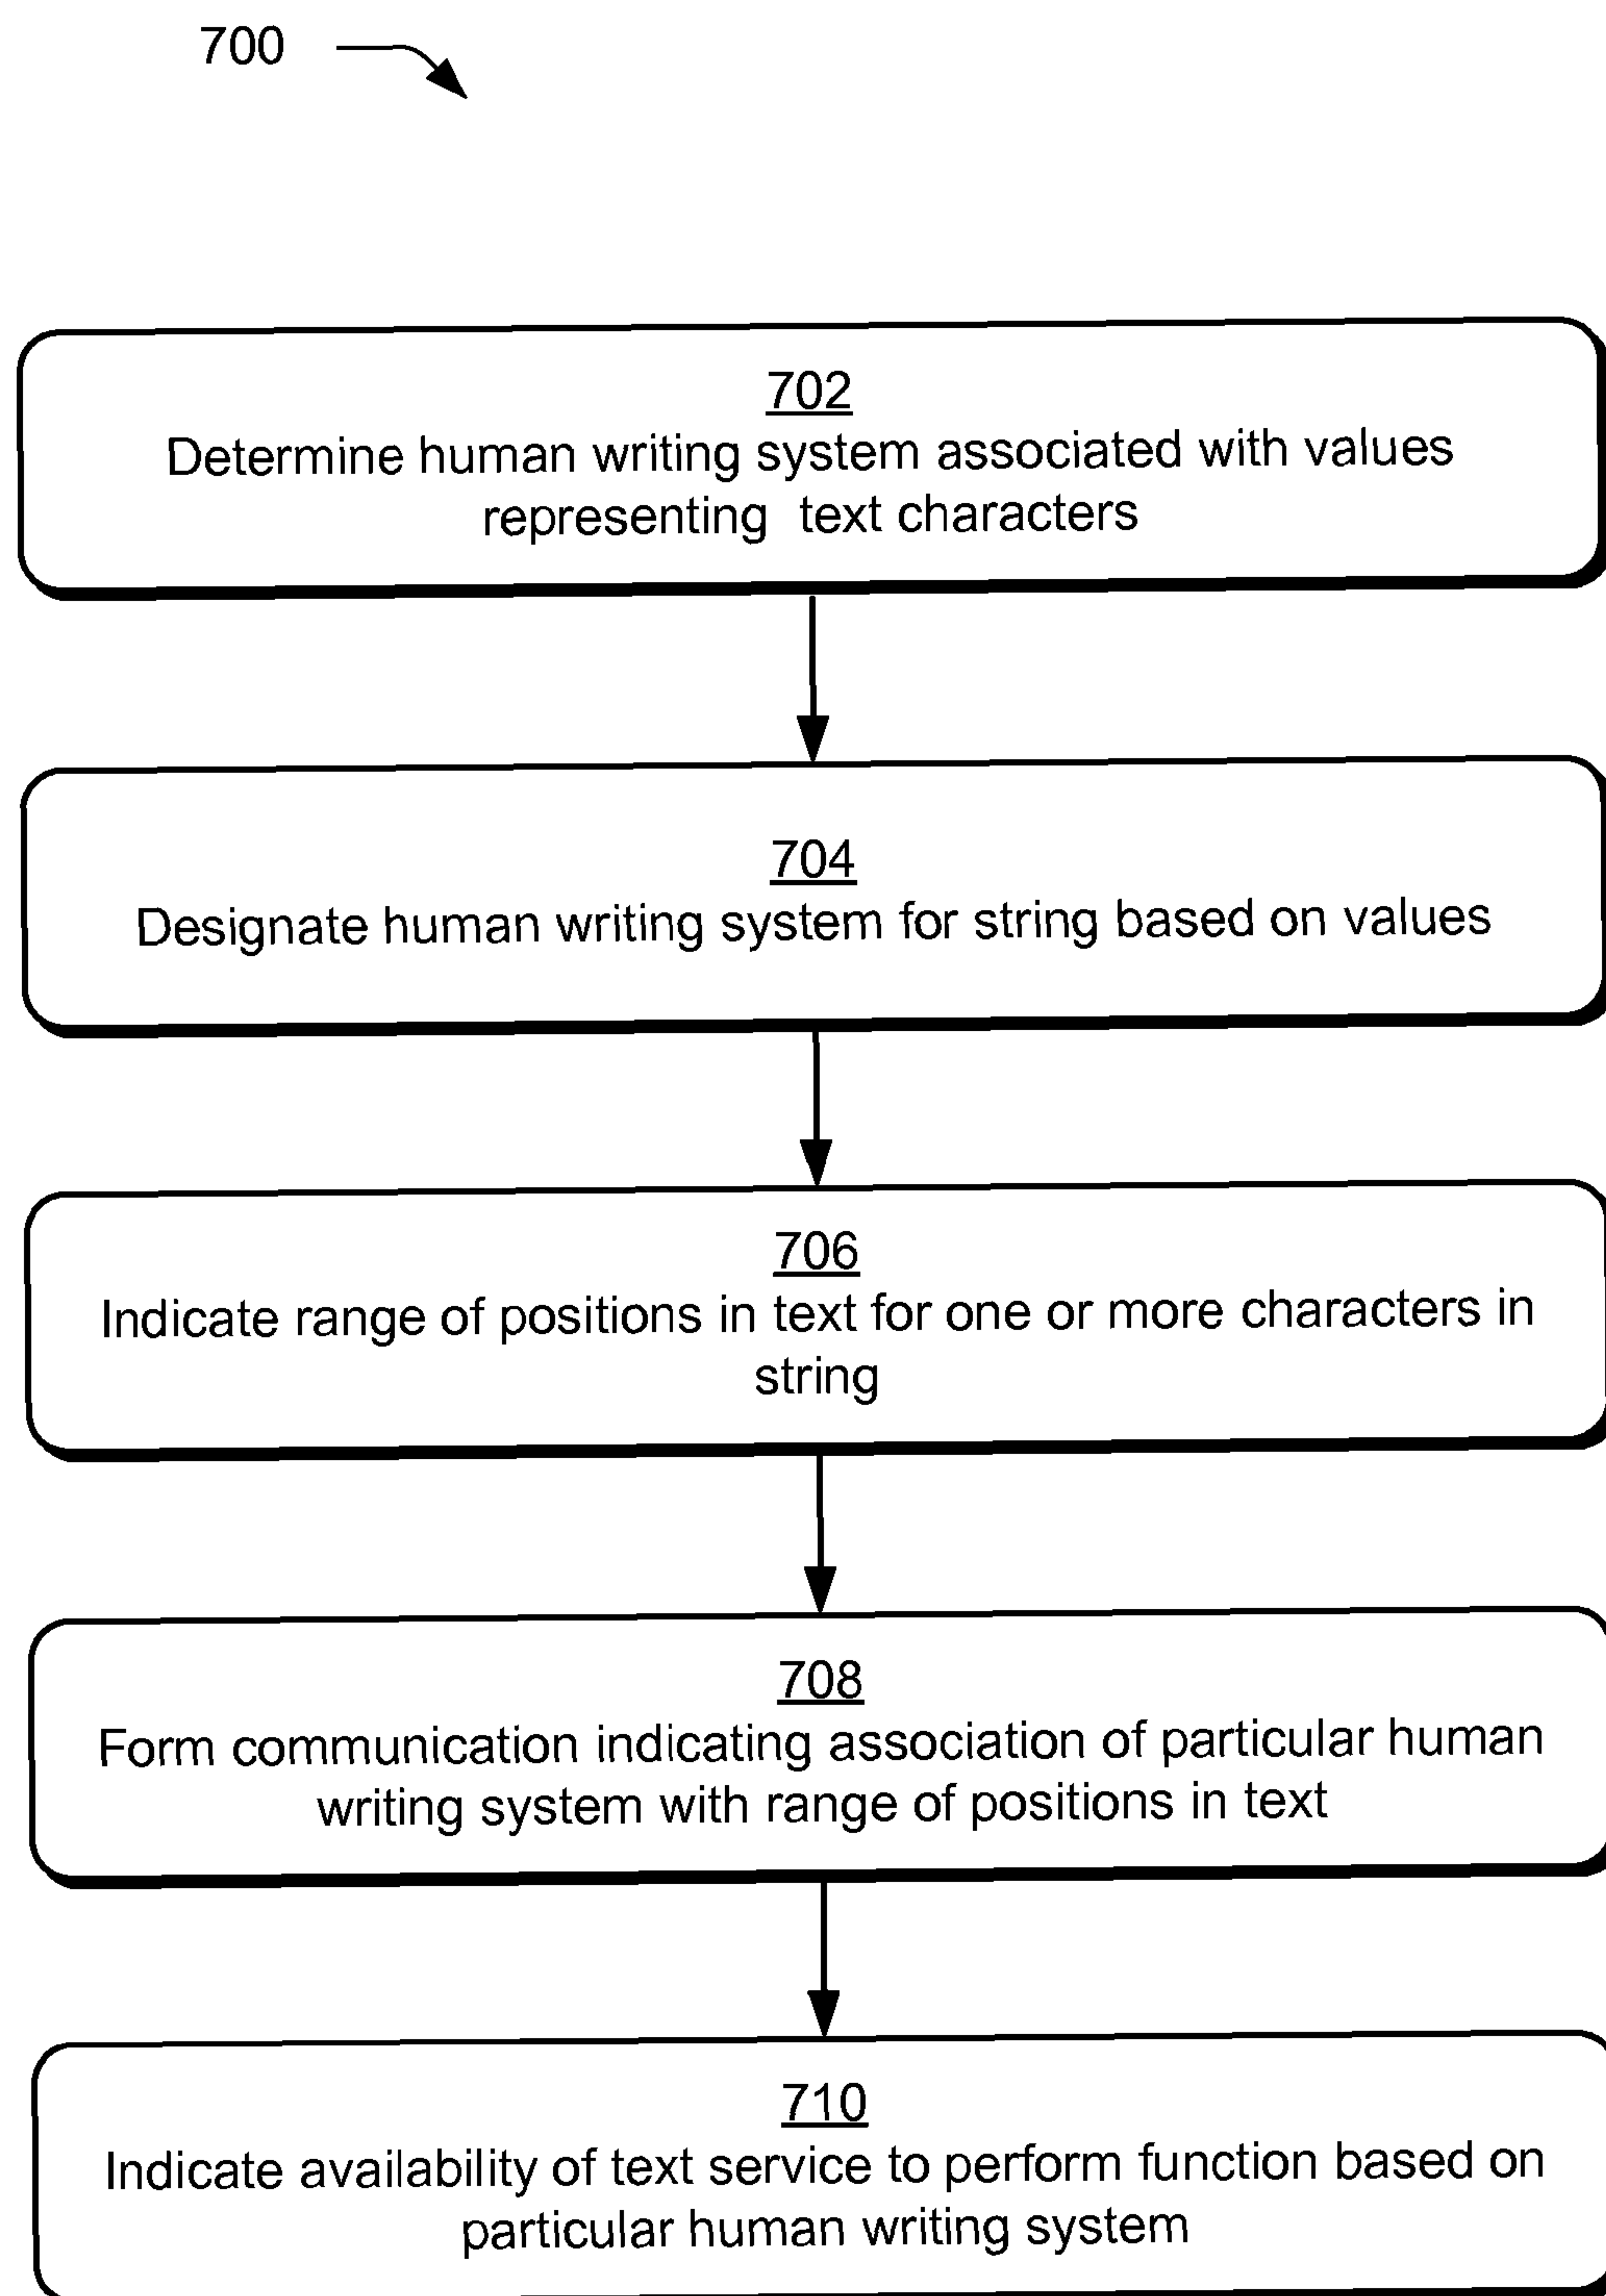 700
702
Determine human writing system associated with values
representing text characters
704
Designate human writing system for string based on values
706
Indicate range of positions in text for one or more characters in
string
708
Form communication indicating association of particular human
writing system with range of positions in text
710
Indicate availability of text service to perform function based on
particular human writing system